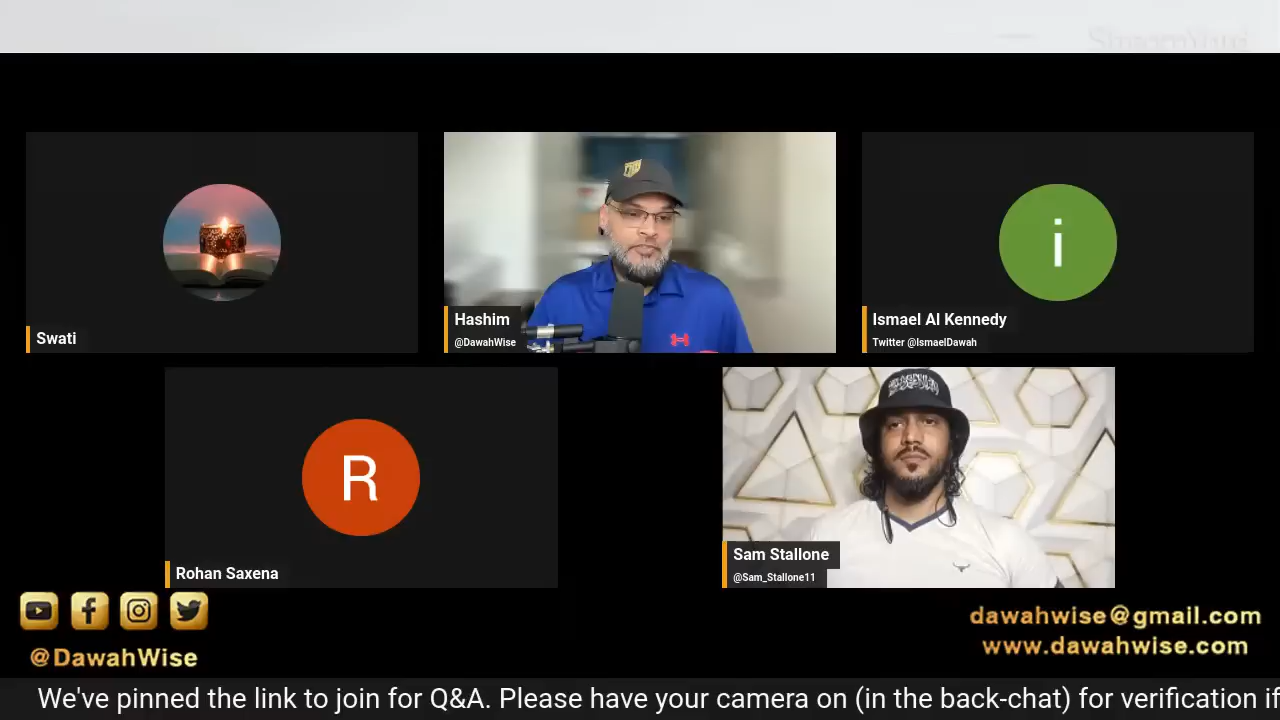 StreamYard
Swati
Hashim
@DawahWise
i
Ismael Al Kennedy
Twitter @IsmaelDawah
R
Rohan Saxena
Sam Stallone
@Sam_Stallone11
@DawahWise
dawahwise@gmail.com
www.dawahwise.com
We've pinned the link to join for Q&A. Please have your camera on (in the back-chat) for verification if